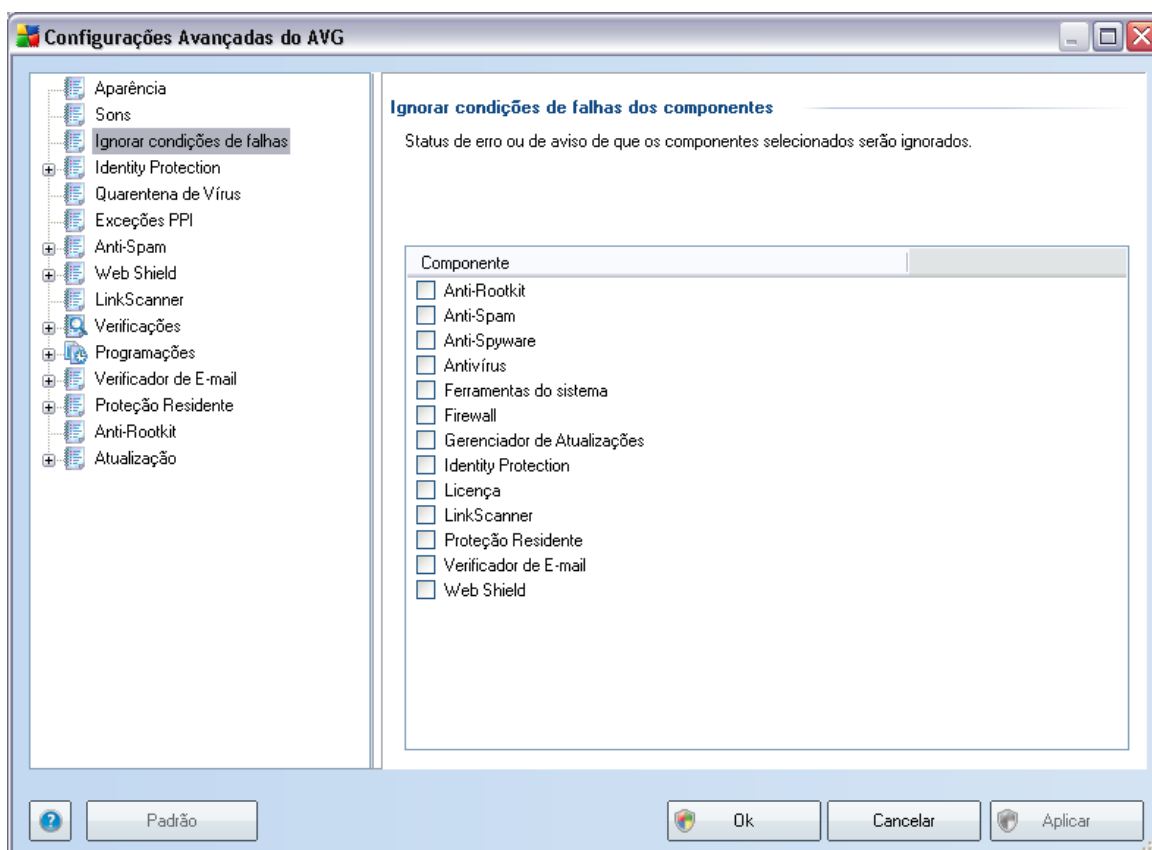 Configurações Avançadas do AVG
Aparência
Sons
Ignorar condições de falhas
Identity Protection
Quarentena de Vírus
Exceções PPI
Anti-Spam
Web Shield
LinkScanner
Verificações
Programações
Verificador de E-mail
Proteção Residente
Anti-Rootkit
Atualização
Ignorar condições de falhas dos componentes
Status de erro ou de aviso de que os componentes selecionados serão ignorados.
Componente
Anti-Rootkit
Anti-Spam
Anti-Spyware
Antivírus
Ferramentas do sistema
Firewall
Gerenciador de Atualizações
Identity Protection
Licença
LinkScanner
Proteção Residente
Verificador de E-mail
Web Shield
Padrão
Ok
Cancelar
Aplicar